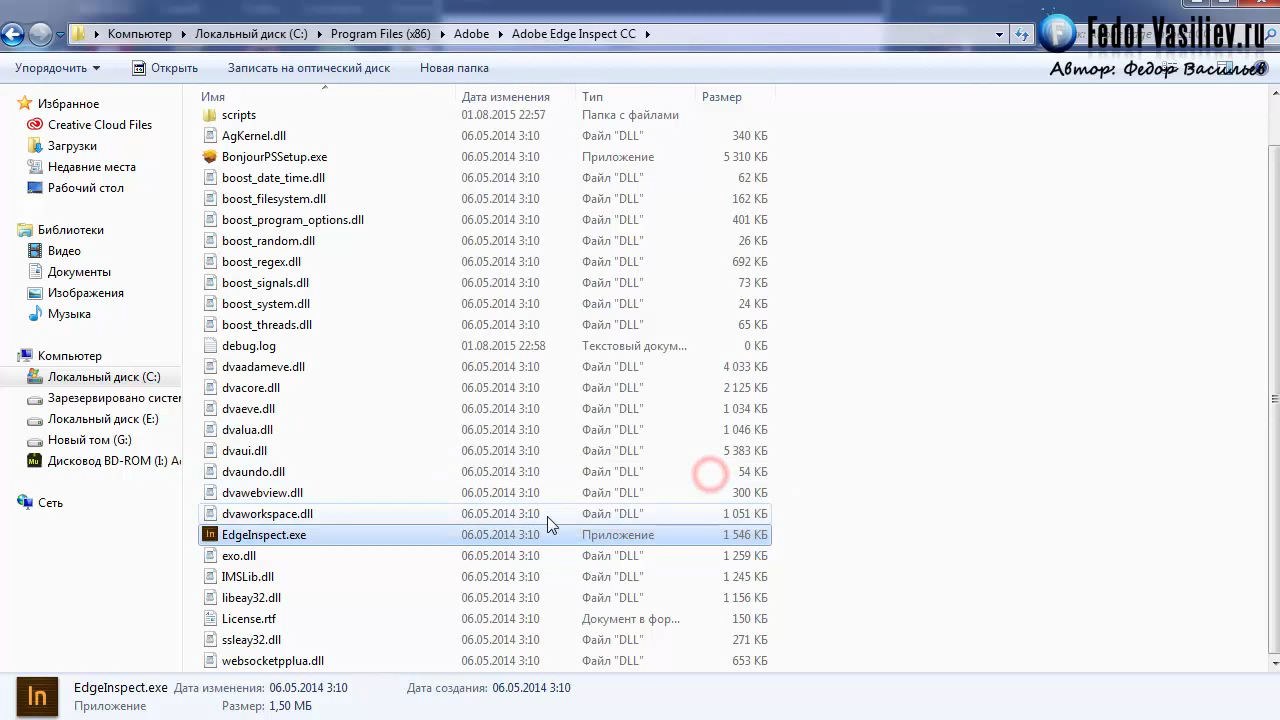 Компьютер Локальный диск (C:) Program Files (x86) Adobe Adobe Edge Inspect CC
Fedor Vasiliev.ru
Автор: Федор Васильев
Упорядочить Открыть Записать на оптический диск Новая папка
Избранное
Creative Cloud Files
Загрузки
Недавние места
Рабочий стол
Библиотеки
Видео
Документы
Изображения
Музыка
Компьютер
Локальный диск (C:)
Зарезервировано систем
Локальный диск (E:)
Новый том (G:)
Дисковод BD-ROM (I:) Ad
Сеть
Имя Дата изменения Тип Размер
scripts 01.08.2015 22:57 Папка с файлами
AgKernel.dll 06.05.2014 3:10 Файл "DLL" 340 КБ
BonjourPSSetup.exe 06.05.2014 3:10 Приложение 5 310 КБ
boost_date_time.dll 06.05.2014 3:10 Файл "DLL" 62 КБ
boost_filesystem.dll 06.05.2014 3:10 Файл "DLL" 162 КБ
boost_program_options.dll 06.05.2014 3:10 Файл "DLL" 401 КБ
boost_random.dll 06.05.2014 3:10 Файл "DLL" 26 КБ
boost_regex.dll 06.05.2014 3:10 Файл "DLL" 692 КБ
boost_signals.dll 06.05.2014 3:10 Файл "DLL" 73 КБ
boost_system.dll 06.05.2014 3:10 Файл "DLL" 24 КБ
boost_threads.dll 06.05.2014 3:10 Файл "DLL" 65 КБ
debug.log 01.08.2015 22:58 Текстовый докум... 0 КБ
dvaadameve.dll 06.05.2014 3:10 Файл "DLL" 4 033 КБ
dvacore.dll 06.05.2014 3:10 Файл "DLL" 2 125 КБ
dvaeve.dll 06.05.2014 3:10 Файл "DLL" 1 034 КБ
dvalua.dll 06.05.2014 3:10 Файл "DLL" 1 046 КБ
dvaui.dll 06.05.2014 3:10 Файл "DLL" 5 383 КБ
dvaundo.dll 06.05.2014 3:10 Файл "DLL" 54 КБ
dvawebview.dll 06.05.2014 3:10 Файл "DLL" 300 КБ
dvaworkspace.dll 06.05.2014 3:10 Файл "DLL" 1 051 КБ
In EdgeInspect.exe 06.05.2014 3:10 Приложение 1 546 КБ
exo.dll 06.05.2014 3:10 Файл "DLL" 1 259 КБ
IMSLib.dll 06.05.2014 3:10 Файл "DLL" 1 245 КБ
libeay32.dll 06.05.2014 3:10 Файл "DLL" 1 156 КБ
License.rtf 06.05.2014 3:10 Документ в фор... 150 КБ
ssleay32.dll 06.05.2014 3:10 Файл "DLL" 271 КБ
websocketpplua.dll 06.05.2014 3:10 Файл "DLL" 653 КБ
In
EdgeInspect.exe Дата изменения: 06.05.2014 3:10 Дата создания: 06.05.2014 3:10
Приложение Размер: 1,50 МБ